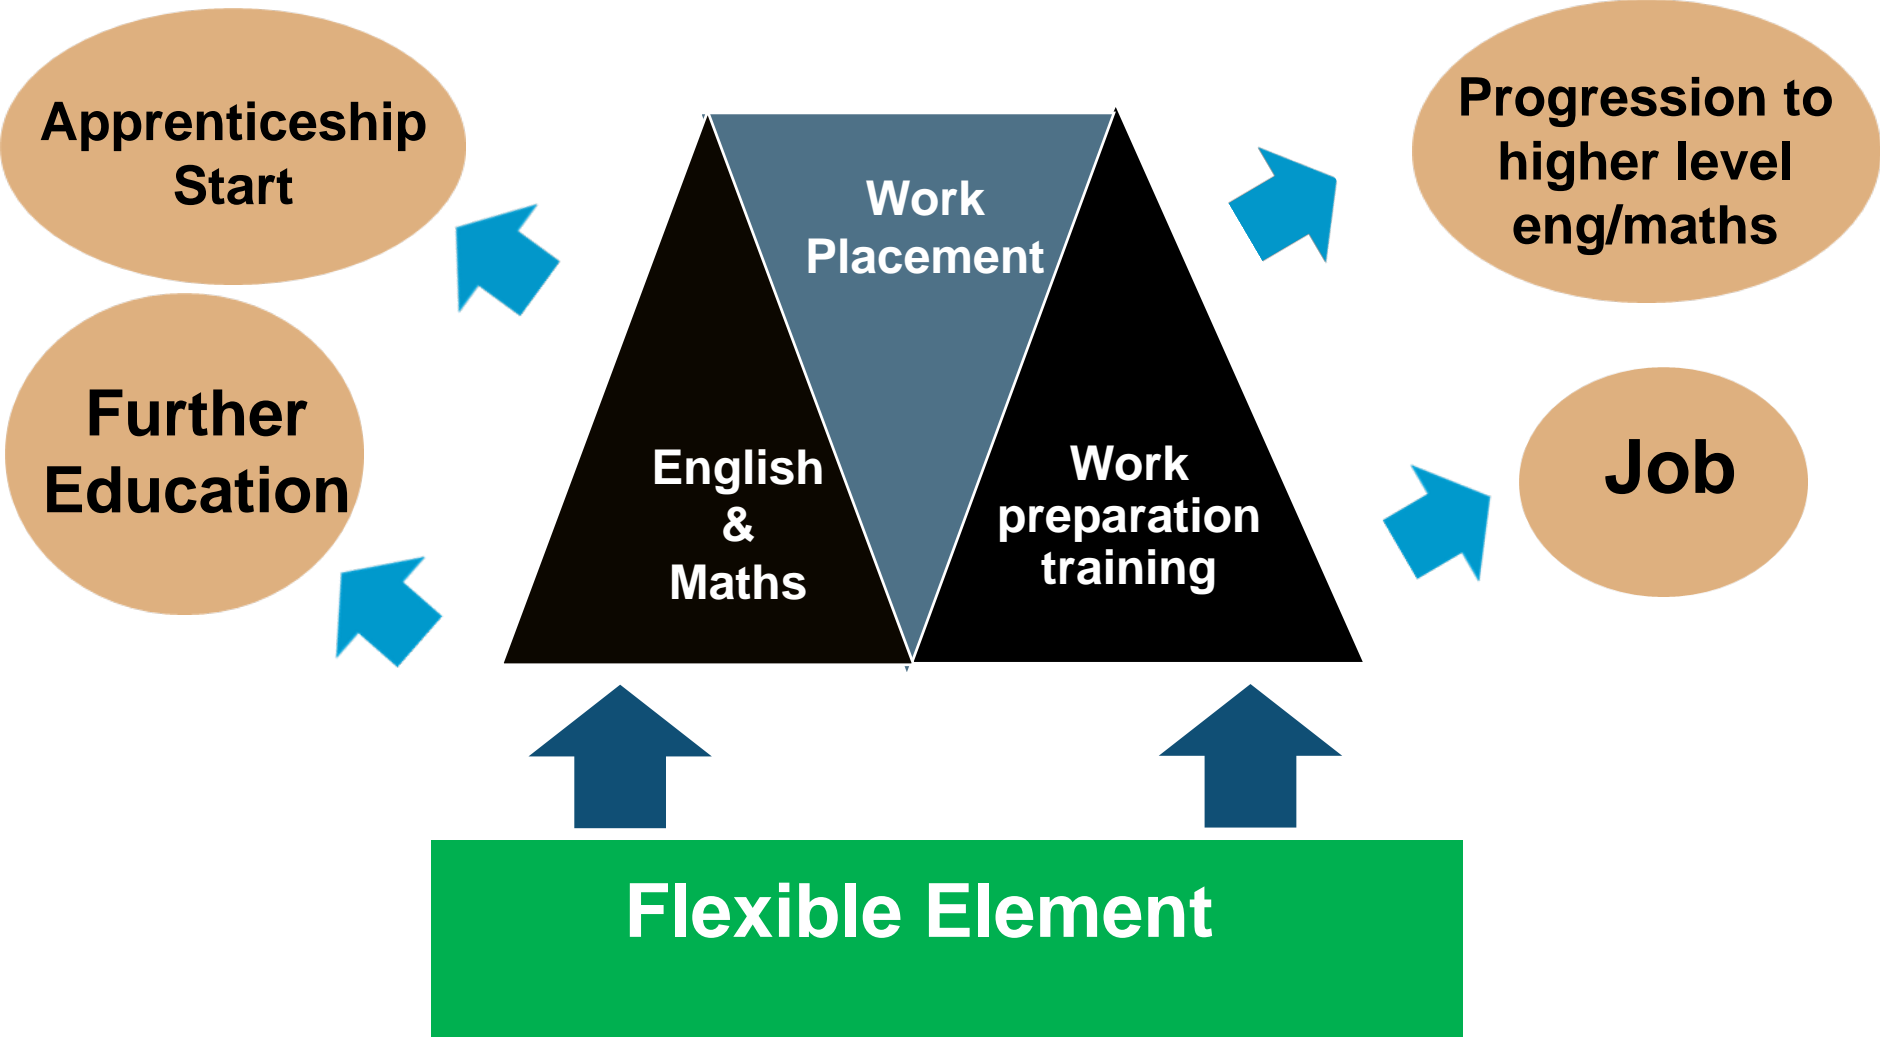 Apprenticeship
Start
Progression to
higher level
eng/maths
Work
Placement
Further
Education
English
&
Maths
Work
preparation
training
Job
Flexible Element